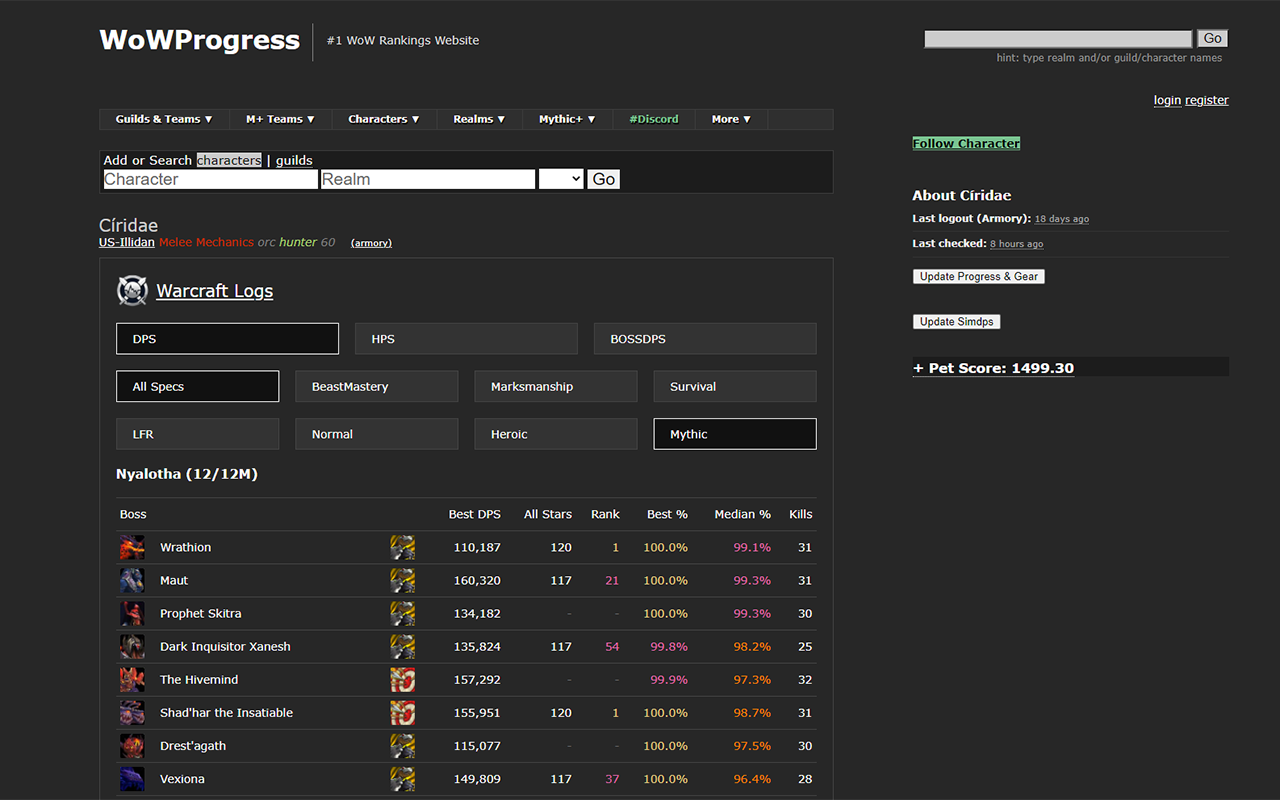 WoWProgress
#1 WoW Rankings Website
Go
hint: type realm and/or guild/character names
login register
Guilds & Teams ▼ M+ Teams ▼ Characters ▼ Realms ▼ Mythic+ ▼ #Discord More ▼
Add or Search characters | guilds
Character Realm Go
Follow Character
About Círidae
Last logout (Armory): 18 days ago
Last checked: 8 hours ago
Update Progress & Gear
Update Simdps
+ Pet Score: 1499.30
Círidae
US-Illidan Melee Mechanics orc hunter 60 (armory)
Warcraft Logs
DPS HPS BOSSDPS
All Specs BeastMastery Marksmanship Survival
LFR Normal Heroic Mythic
Nyalotha (12/12M)
Boss Best DPS All Stars Rank Best % Median % Kills
Wrathion 110,187 120 1 100.0% 99.1% 31
Maut 160,320 117 21 100.0% 99.3% 31
Prophet Skitra 134,182 - - 100.0% 99.3% 30
Dark Inquisitor Xanesh 135,824 117 54 99.8% 98.2% 25
The Hivemind 157,292 - - 99.9% 97.3% 32
Shad'har the Insatiable 155,951 120 1 100.0% 98.7% 31
Drest'agath 115,077 - - 100.0% 97.5% 30
Vexiona 149,809 117 37 100.0% 96.4% 28